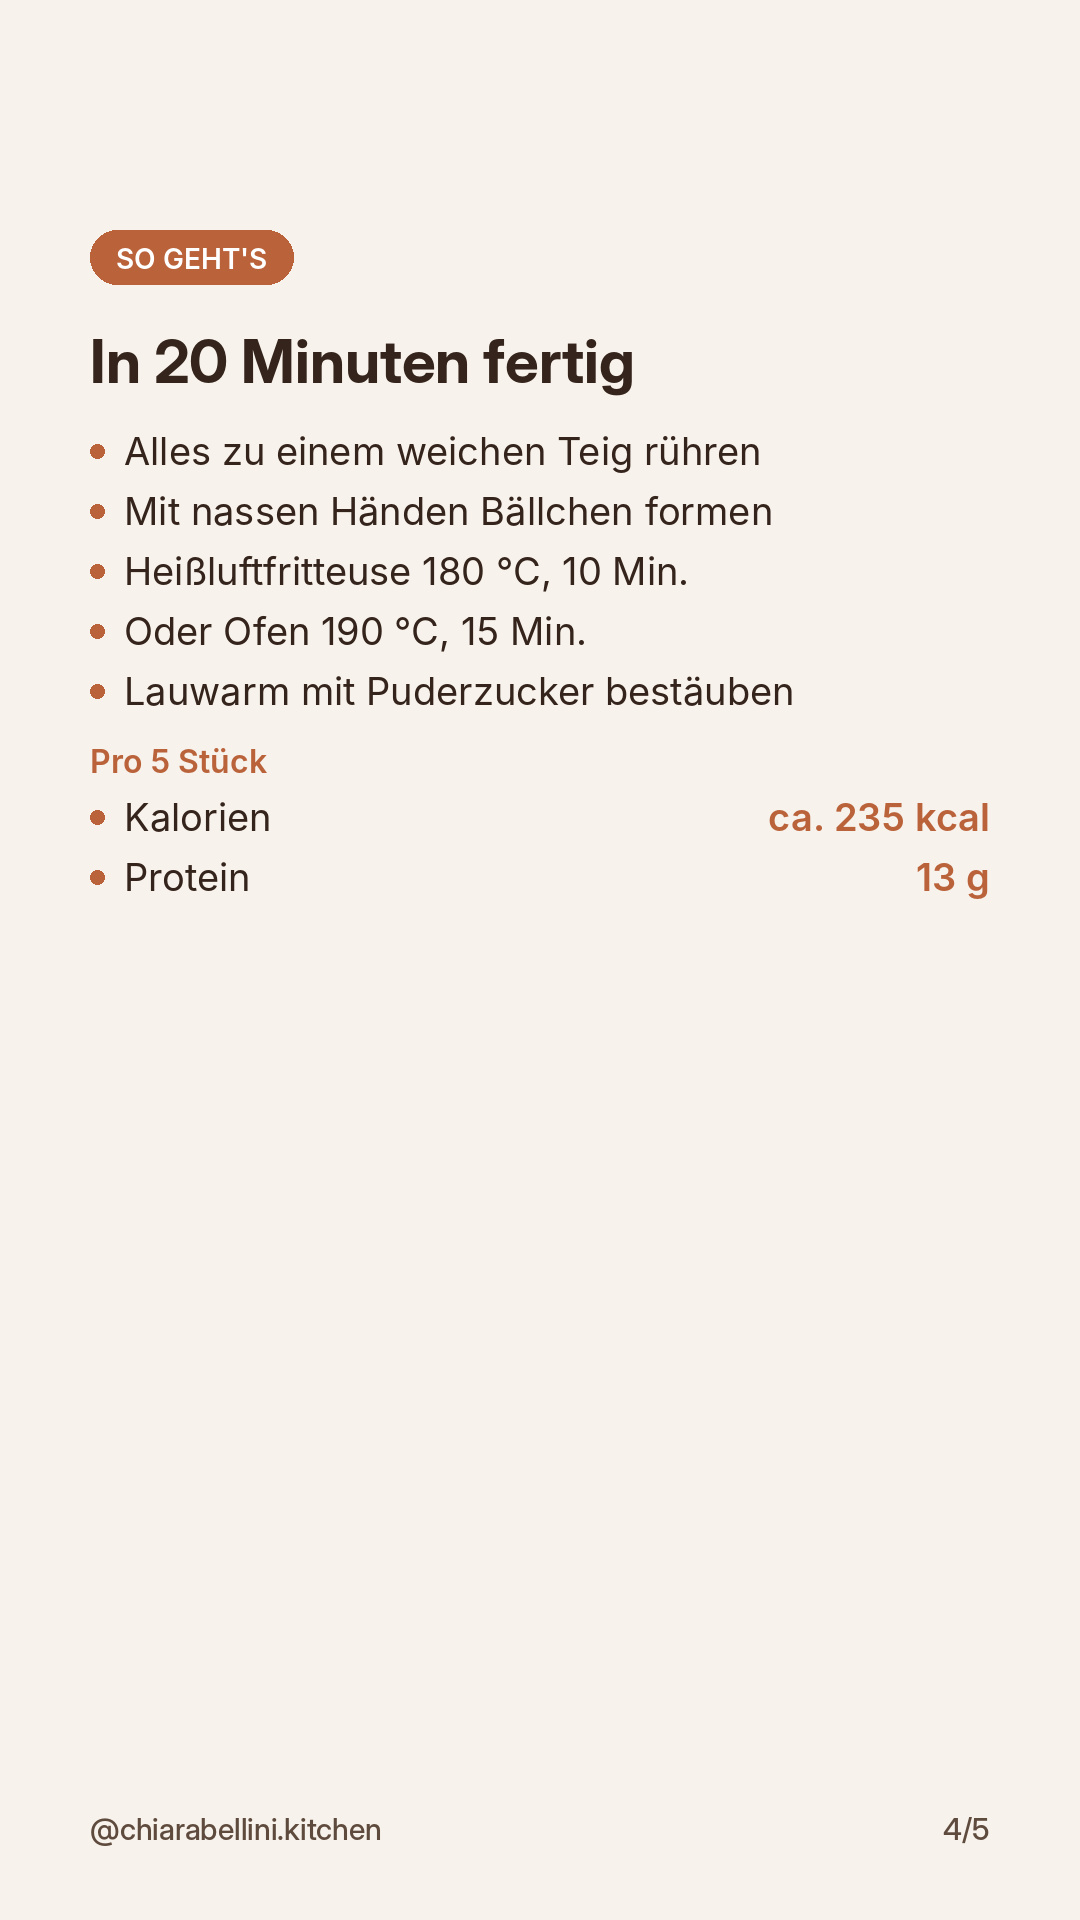 SO GEHT'S
In 20 Minuten fertig
Alles zu einem weichen Teig rühren
Mit nassen Händen Bällchen formen
Heißluftfritteuse 180 °C, 10 Min.
Oder Ofen 190 °C, 15 Min.
Lauwarm mit Puderzucker bestäuben
Pro 5 Stück
Kalorien ca. 235 kcal
Protein 13 g
@chiarabellini.kitchen 4/5